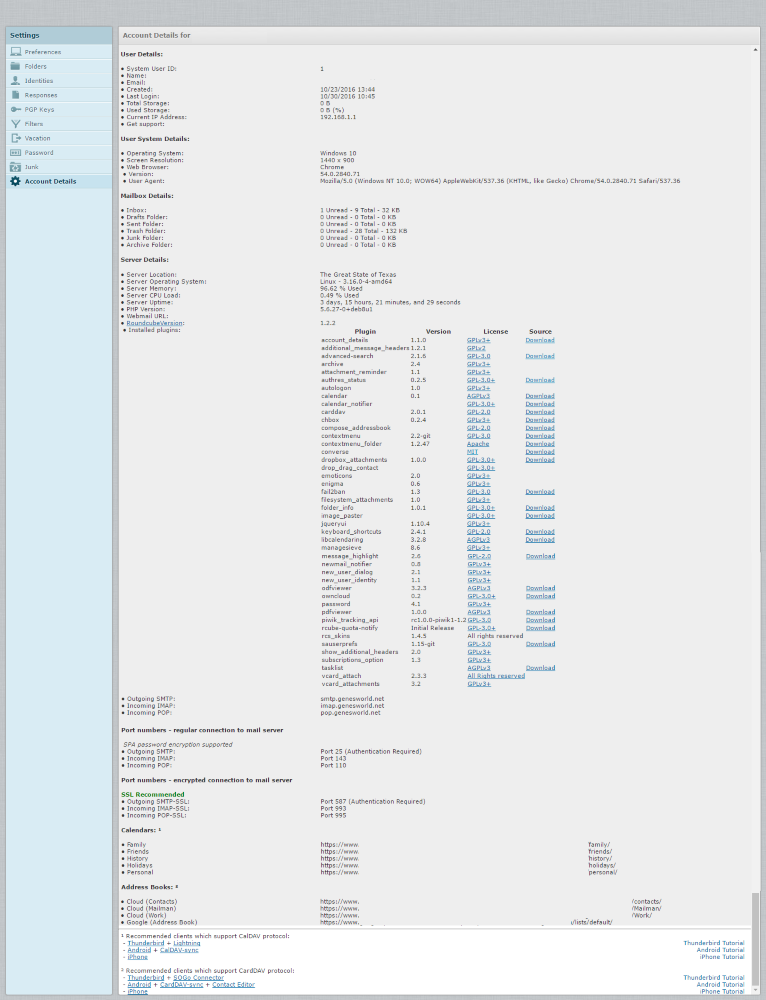 Settings
Preferences
Folders
Identities
Responses
PGP Keys
Filters
Vacation
Password
Junk
Account Details
Account Details for
User Details:
• System User ID: 1
• Name:
• Email:
• Created: 10/23/2016 13:44
• Last Login: 10/30/2016 10:45
• Total Storage: 0 B
• Used Storage: 0 B (%)
• Current IP Address: 192.168.1.1
• Get support:
User System Details:
• Operating System: Windows 10
• Screen Resolution: 1440 x 900
• Web Browser: Chrome
• Version: 54.0.2840.71
• User Agent: Mozilla/5.0 (Windows NT 10.0; WOW64) AppleWebKit/537.36 (KHTML, like Gecko) Chrome/54.0.2840.71 Safari/537.36
Mailbox Details:
• Inbox: 1 Unread - 9 Total - 32 KB
• Drafts Folder: 0 Unread - 0 Total - 0 KB
• Sent Folder: 0 Unread - 0 Total - 0 KB
• Trash Folder: 0 Unread - 28 Total - 132 KB
• Junk Folder: 0 Unread - 0 Total - 0 KB
• Archive Folder: 0 Unread - 0 Total - 0 KB
Server Details:
• Server Location: The Great State of Texas
• Server Operating System: Linux - 3.16.0-4-amd64
• Server Memory: 96.62 % Used
• Server CPU Load: 0.49 % Used
• Server Uptime: 3 days, 15 hours, 21 minutes, and 29 seconds
• PHP Version: 5.6.27-0+deb8u1
• Webmail URL:
• RoundcubeVersion: 1.2.2
• Installed plugins:
Plugin Version License Source
account_details 1.1.0 GPLv3+ Download
additional_message_headers 1.2.1 GPLv2
advanced-search 2.1.6 GPL-3.0 Download
archive 2.4 GPLv3+
attachment_reminder 1.1 GPLv3+
authres_status 0.2.5 GPL-3.0+ Download
autologon 1.0 GPLv3+
calendar 0.1 AGPLv3 Download
calendar_notifier GPL-3.0+ Download
carddav 2.0.1 GPL-2.0 Download
chbox 0.2.4 GPLv3+ Download
compose_addressbook GPL-2.0 Download
contextmenu 2.2-git GPL-3.0 Download
contextmenu_folder 1.2.47 Apache Download
converse MIT Download
dropbox_attachments 1.0.0 GPL-3.0+ Download
drop_drag_contact GPL-3.0+
emoticons 2.0 GPLv3+
enigma 0.6 GPLv3+
fail2ban 1.3 GPL-3.0 Download
filesystem_attachments 1.0 GPLv3+
folder_info 1.0.1 GPL-3.0+ Download
image_paster GPL-3.0+ Download
jqueryui 1.10.4 GPLv3+
keyboard_shortcuts 2.4.1 GPL-2.0 Download
libcalendaring 3.2.8 AGPLv3 Download
managesieve 8.6 GPLv3+
message_highlight 2.6 GPL-2.0 Download
newmail_notifier 0.8 GPLv3+
new_user_dialog 2.1 GPLv3+
new_user_identity 1.1 GPLv3+
odfviewer 3.2.3 AGPLv3 Download
owncloud 0.2 GPL-3.0+ Download
password 4.1 GPLv3+
pdfviewer 1.0.0 AGPLv3 Download
piwik_tracking_api rc1.0.0-piwik1-1.2 GPL-3.0 Download
rcube-quota-notify Initial Release GPL-3.0+ Download
rcs_skins 1.4.5 All rights reserved
sauserprefs 1.15-git GPL-3.0 Download
show_additional_headers 2.0 GPLv3+
subscriptions_option 1.3 GPLv3+
tasklist AGPLv3 Download
vcard_attach 2.3.3 All Rights reserved
vcard_attachments 3.2 GPLv3+
• Outgoing SMTP: smtp.genesworld.net
• Incoming IMAP: imap.genesworld.net
• Incoming POP: pop.genesworld.net
Port numbers - regular connection to mail server
SPA password encryption supported
• Outgoing SMTP: Port 25 (Authentication Required)
• Incoming IMAP: Port 143
• Incoming POP: Port 110
Port numbers - encrypted connection to mail server
SSL Recommended
• Outgoing SMTP-SSL: Port 587 (Authentication Required)
• Incoming IMAP-SSL: Port 993
• Incoming POP-SSL: Port 995
Calendars: ¹
• Family https://www. family/
• Friends https://www. friends/
• History https://www. history/
• Holidays https://www. holidays/
• Personal https://www. personal/
Address Books: ²
• Cloud (Contacts) https://www. /contacts/
• Cloud (Mailman) https://www. /Mailman/
• Cloud (Work) https://www. /Work/
• Google (Address Book) https://www. /lists/default/
¹ Recommended clients which support CalDAV protocol:
- Thunderbird + Lightning Thunderbird Tutorial
- Android + CalDAV-sync Android Tutorial
- iPhone iPhone Tutorial
² Recommended clients which support CardDAV protocol:
- Thunderbird + SOGo Connector Thunderbird Tutorial
- Android + CardDAV-sync + Contact Editor Android Tutorial
- iPhone iPhone Tutorial